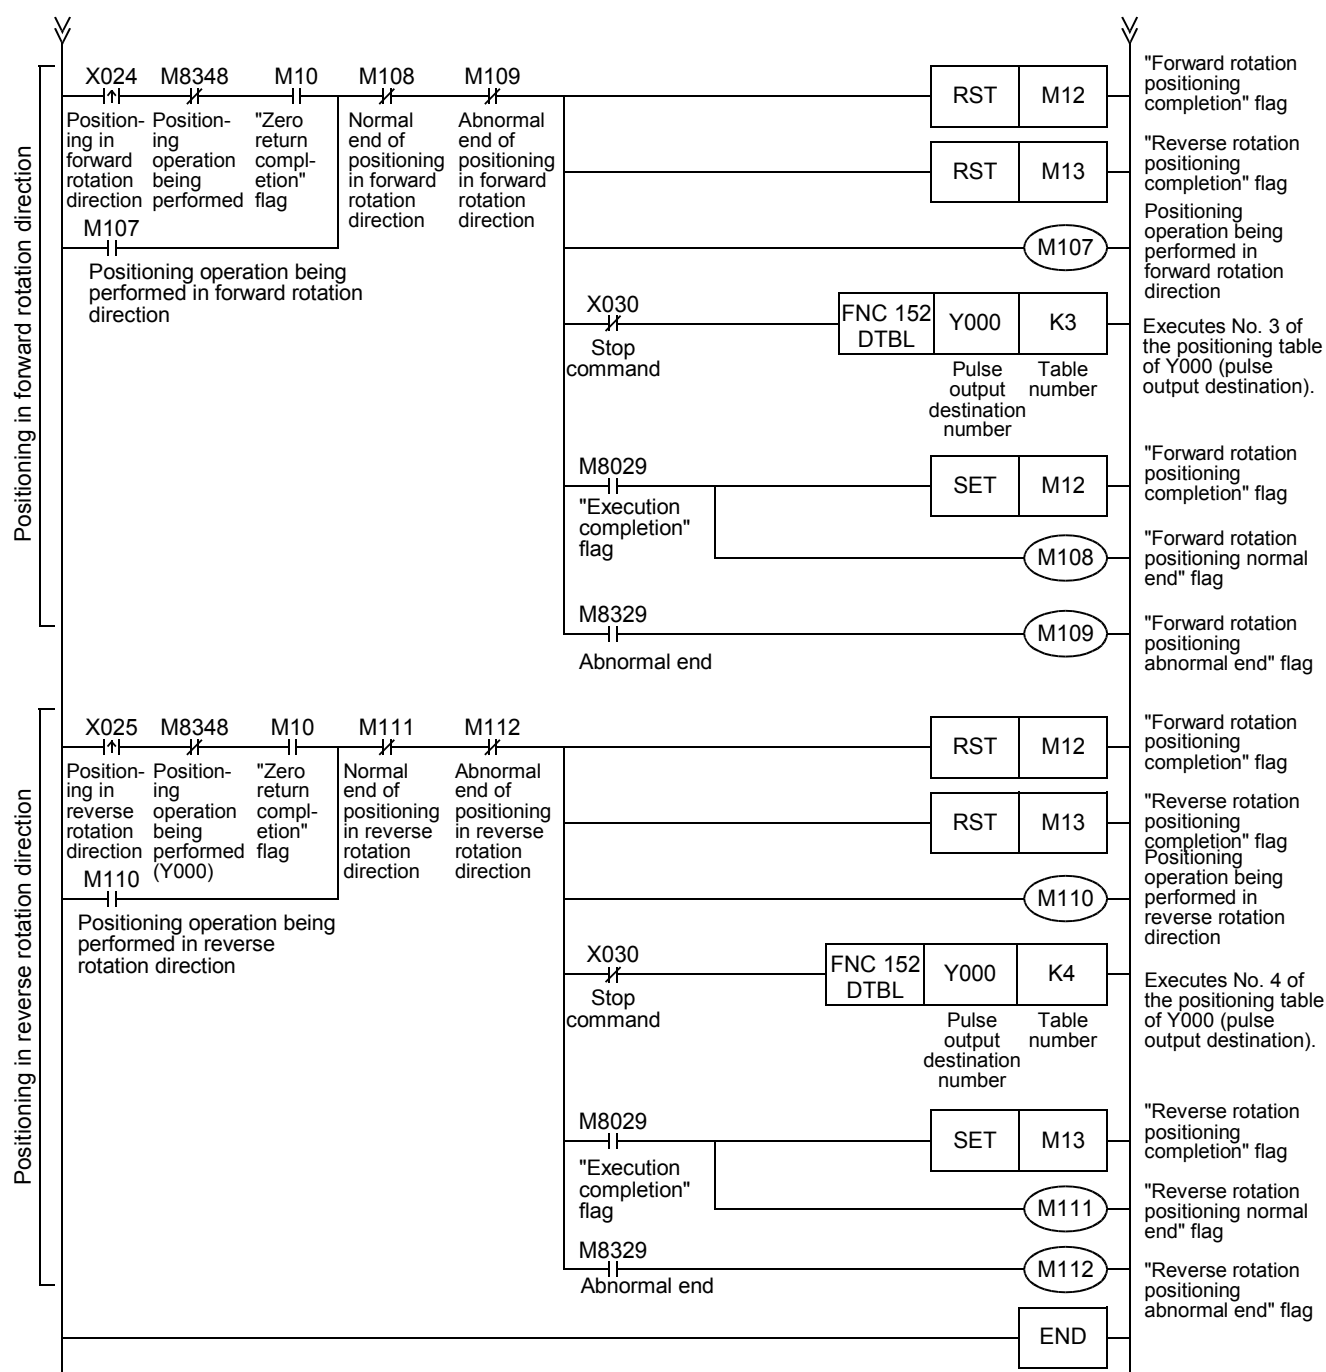 Positioning in forward rotation direction
X024 M8348 M10 M108 M109
Position-
ing in
forward
rotation
direction
Position-
ing
operation
being
performed
"Zero
return
compl-
etion"
flag
Normal
end of
positioning
in forward
rotation
direction
Abnormal
end of
positioning
in forward
rotation
direction
RST M12
"Forward rotation
positioning
completion" flag
RST M13
"Reverse rotation
positioning
completion" flag
M107
Positioning operation being
performed in forward rotation
direction
M107
Positioning
operation being
performed in
forward rotation
direction
X030
Stop
command
FNC 152
DTBL
Y000
K3
Pulse
output
destination
number
Table
number
Executes No. 3 of
the positioning table
of Y000 (pulse
output destination).
M8029
"Execution
completion"
flag
SET M12
"Forward rotation
positioning
completion" flag
M108
"Forward rotation
positioning normal
end" flag
M8329
Abnormal end
M109
"Forward rotation
positioning
abnormal end" flag
Positioning in reverse rotation direction
X025 M8348 M10 M111 M112
Position-
ing in
reverse
rotation
direction
Position-
ing
operation
being
performed
(Y000)
"Zero
return
compl-
etion"
flag
Normal
end of
positioning
in reverse
rotation
direction
Abnormal
end of
positioning
in reverse
rotation
direction
RST M12
"Forward rotation
positioning
completion" flag
RST M13
"Reverse rotation
positioning
completion" flag
M110
Positioning operation being
performed in reverse
rotation direction
M110
Positioning
operation being
performed in
reverse rotation
direction
X030
Stop
command
FNC 152
DTBL
Y000
K4
Pulse
output
destination
number
Table
number
Executes No. 4 of
the positioning table
of Y000 (pulse
output destination).
M8029
"Execution
completion"
flag
SET M13
"Reverse rotation
positioning
completion" flag
M111
"Reverse rotation
positioning normal
end" flag
M8329
Abnormal end
M112
"Reverse rotation
positioning
abnormal end" flag
END